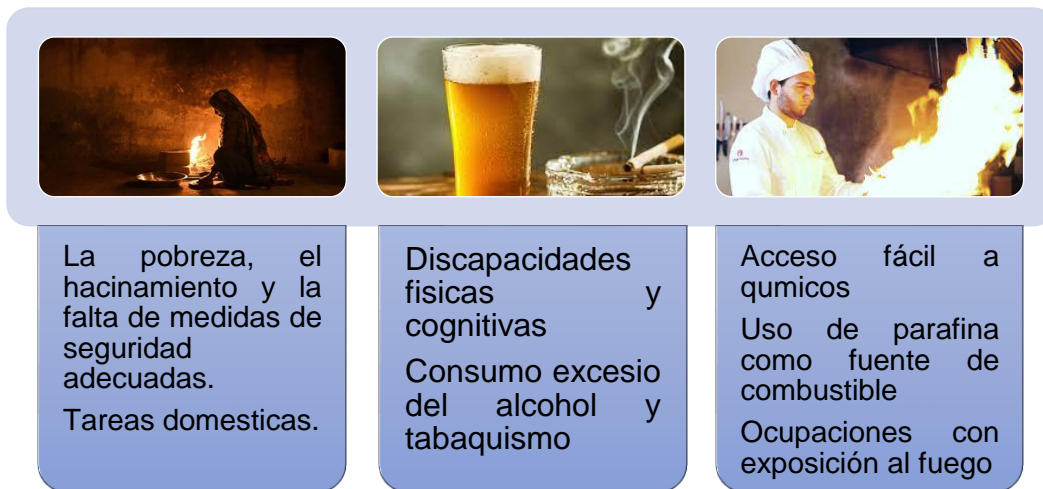 La pobreza, el
hacinamiento y la
falta de medidas de
seguridad
adecuadas.
Tareas domesticas.
Discapacidades
fisicas y
cognitivas
Consumo excesio
del alcohol y
tabaquismo
Acceso fácil a
qumicos
Uso de parafina
como fuente de
combustible
Ocupaciones con
exposición al fuego